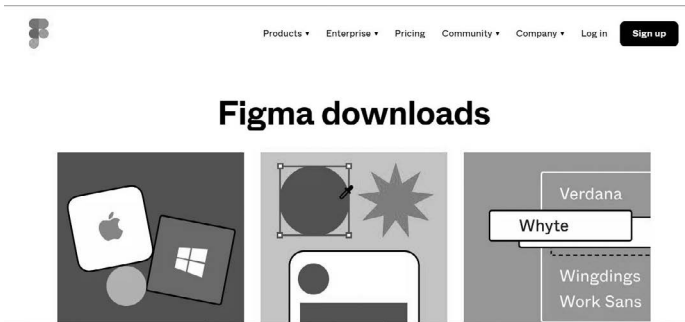 Products ▾ Enterprise ▾ Pricing Community ▾ Company ▾ Log in Sign up
Figma downloads
Verdana
Whyte
Wingdings
Work Sans